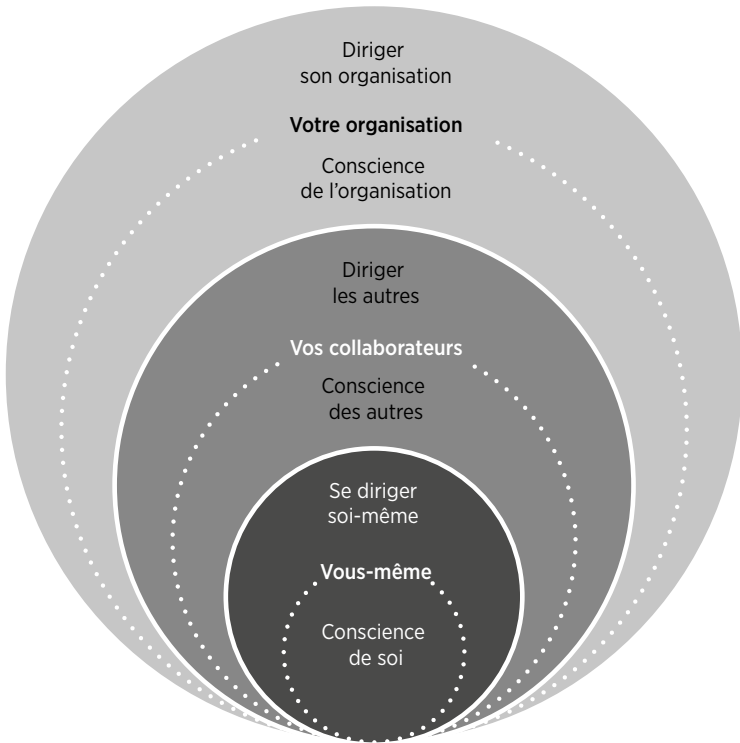 Diriger
son organisation
Votre organisation
Conscience
de l’organisation
Diriger
les autres
Vos collaborateurs
Conscience
des autres
Se diriger
soi-même
Vous-même
Conscience
de soi